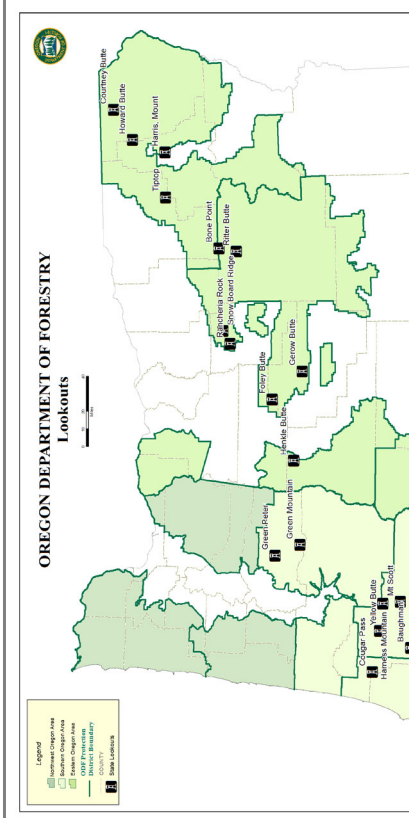 OREGON DEPARTMENT OF FORESTRY
Lookouts
Miles
Courtney Butte
Howard Butte
Harris. Mount
Tiptop
Bone Point
Ritter Butte
Rancheria Rock
Snow Board Ridge
Foley Butte
Gerow Butte
Henkle Butte
Green Peter
Green Mountain
Cougar Pass
Yellow Butte
Harness Mountain
Mt Scott
Baughman
Legend
Northwest Oregon Area
Southern Oregon Area
Eastern Oregon Area
ODF Protection
District Boundary
COUNTY
State Lookouts